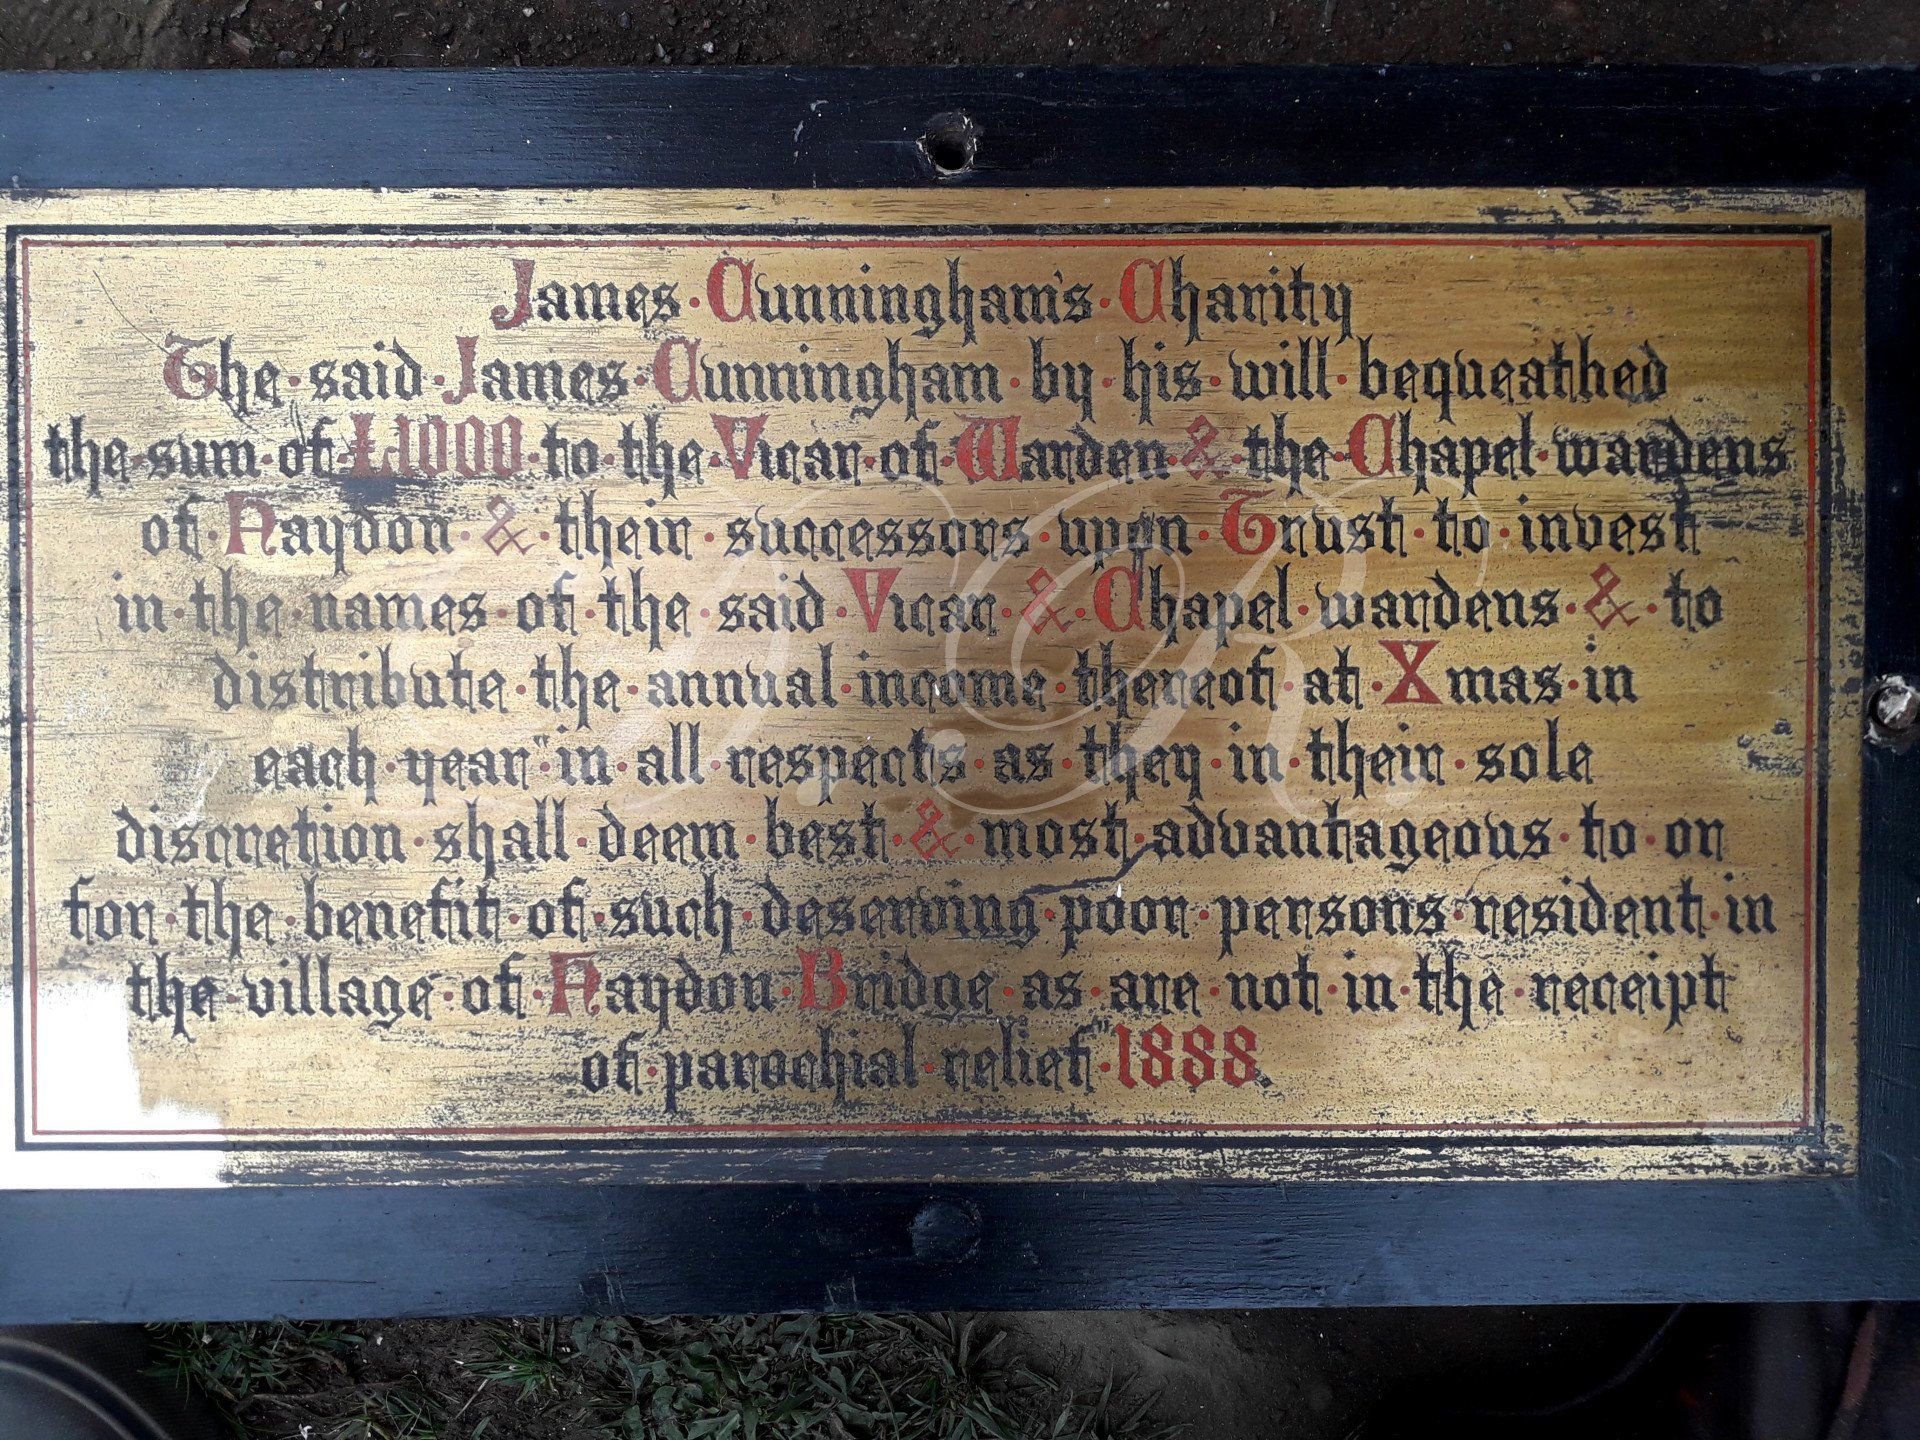 James Cunningham's Charity
The said James Cunningham by his will bequeathed
the sum of L1000 to the Vicar of Warden & the Chapel wardens
of Haydon & their successors upon Trust to invest
in the names of the said Vicar & Chapel wardens & to
distribute the annual income thereof at Xmas in
each year "in all respects as they in their sole
discretion shall deem best & most advantageous to or
for the benefit of such deserving poor persons resident in
the village of Haydon Bridge as are not in the receipt
of parochial relief" 1888.
D.R.